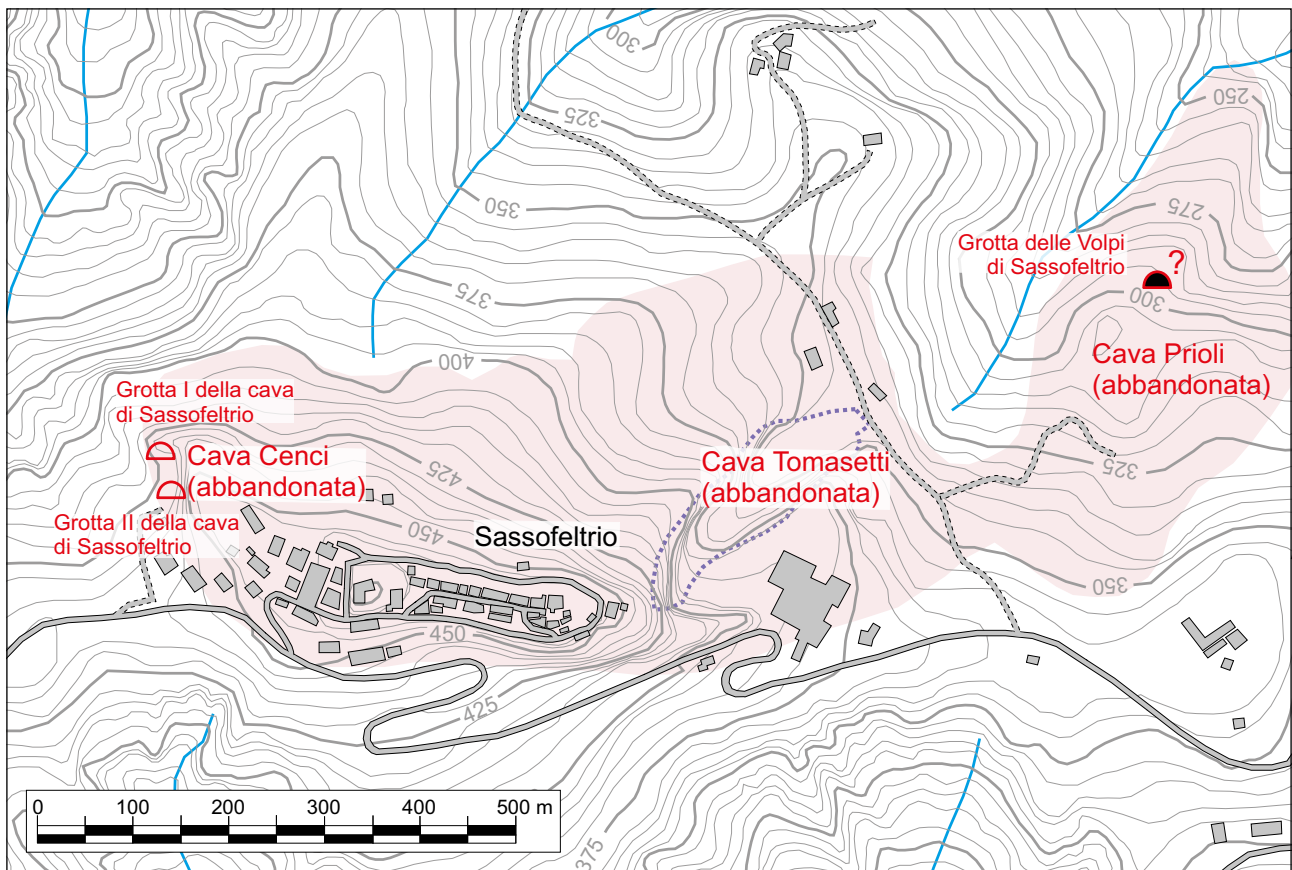 300
325
350
375
400
425
450
450
425
375
250
275
300
325
350
Grotta delle Volpi
di Sassofeltrio
?
Cava Prioli
(abbandonata)
Grotta I della cava
di Sassofeltrio
Cava Cenci
(abbandonata)
Grotta II della cava
di Sassofeltrio
Cava Tomasetti
(abbandonata)
Sassofeltrio
0 100 200 300 400 500 m